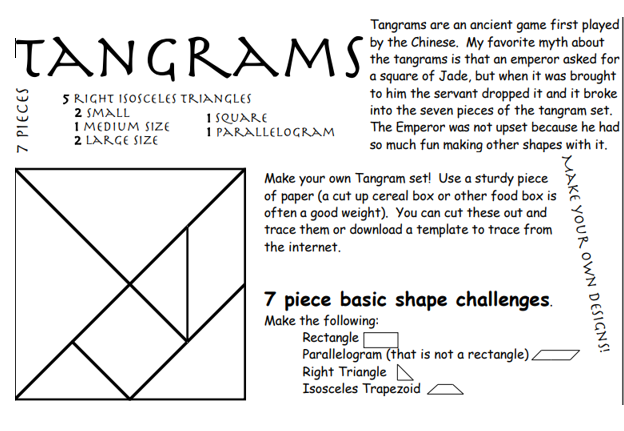 TANGRAMS
7 PIECES
5 RIGHT ISOSCELES TRIANGLES
2 SMALL
1 MEDIUM SIZE
2 LARGE SIZE
1 SQUARE
1 PARALLELOGRAM
Tangrams are an ancient game first played
by the Chinese. My favorite myth about
the tangrams is that an emperor asked for
a square of Jade, but when it was brought
to him the servant dropped it and it broke
into the seven pieces of the tangram set.
The Emperor was not upset because he had
so much fun making other shapes with it.
Make your own Tangram set! Use a sturdy piece
of paper (a cut up cereal box or other food box is
often a good weight). You can cut these out and
trace them or download a template to trace from
the internet.
MAKE YOUR OWN DESIGNS!
7 piece basic shape challenges.
Make the following:
Rectangle
Parallelogram (that is not a rectangle)
Right Triangle
Isosceles Trapezoid